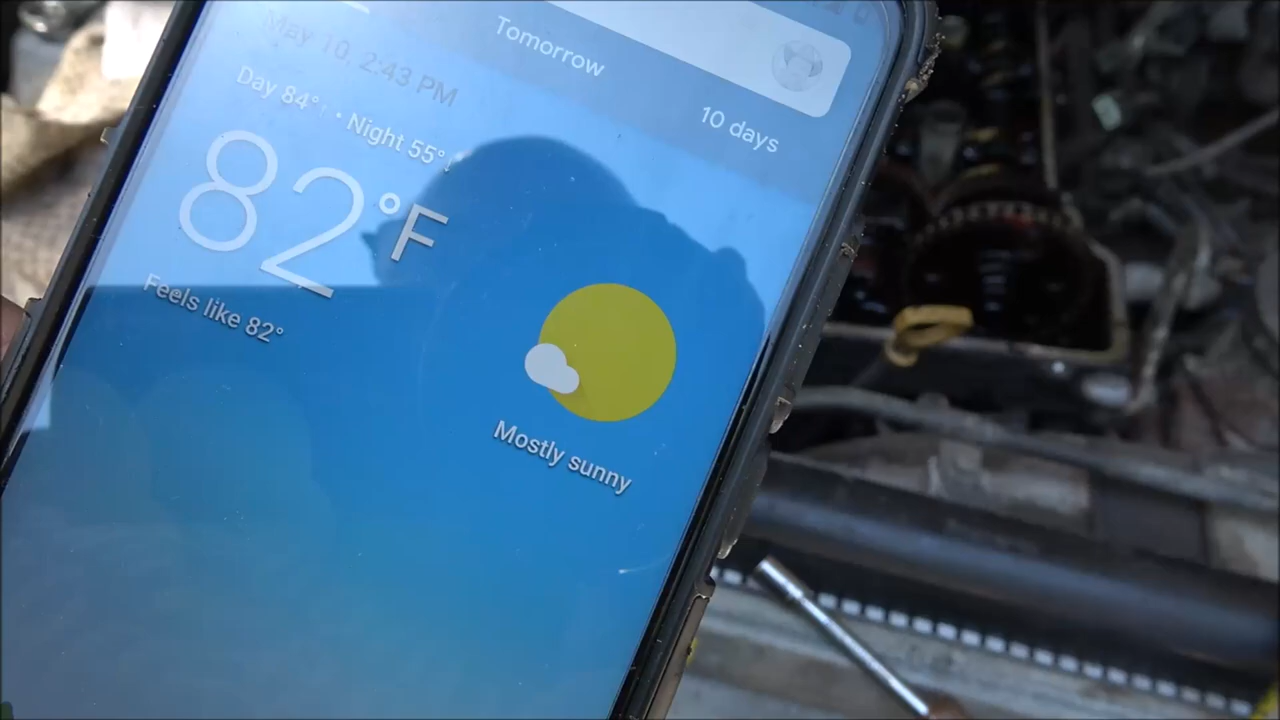 Tomorrow
10 days
May 10, 2:43 PM
Day 84°↑ • Night 55°↓
82°F
Feels like 82°
Mostly sunny